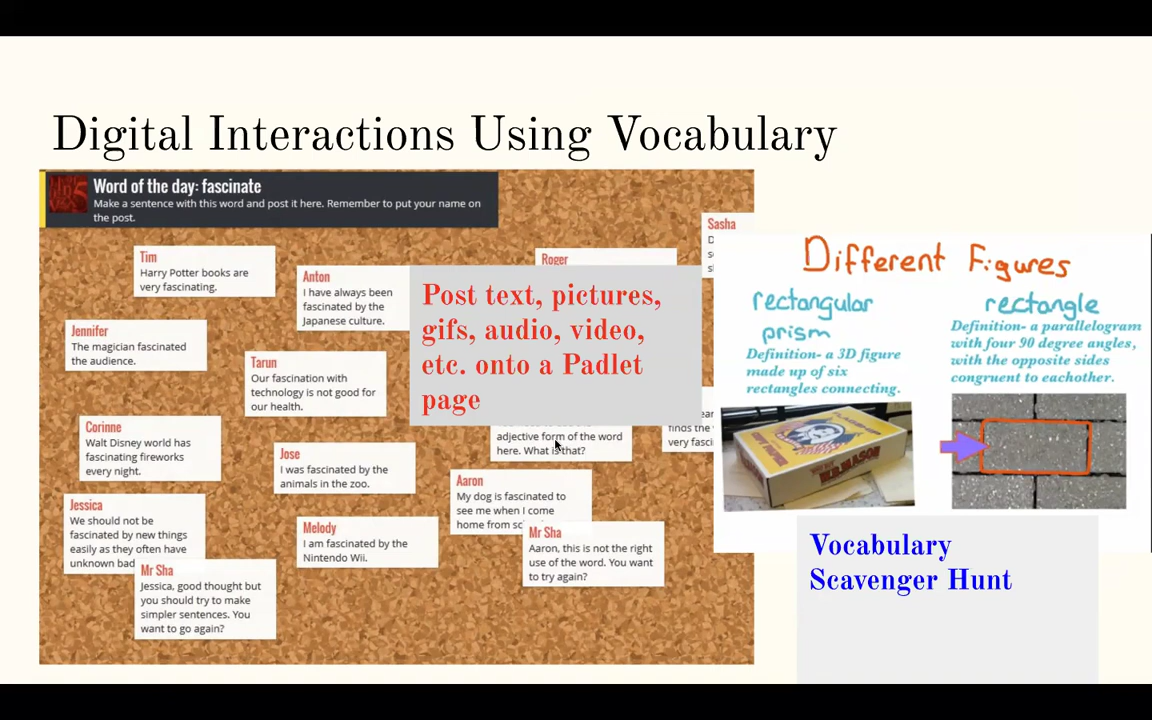 Digital Interactions Using Vocabulary
Word of the day: fascinate
Make a sentence with this word and post it here. Remember to put your name on
the post.
Tim
Harry Potter books are
very fascinating.
Anton
I have always been
fascinated by the
Japanese culture.
Roger
Sasha
Jennifer
The magician fascinated
the audience.
Tarun
Our fascination with
technology is not good for
our health.
Post text, pictures,
gifs, audio, video,
etc. onto a Padlet
page
Corinne
Walt Disney world has
fascinating fireworks
every night.
Jose
I was fascinated by the
animals in the zoo.
adjective form of the word
here. What is that?
finds the
very fasci
Jessica
We should not be
fascinated by new things
easily as they often have
unknown bad
Mr Sha
Jessica, good thought but
you should try to make
simpler sentences. You
want to go again?
Melody
I am fascinated by the
Nintendo Wii.
Aaron
My dog is fascinated to
see me when I come
home from
Mr Sha
Aaron, this is not the right
use of the word. You want
to try again?
Different Figures
rectangular
prism
Definition- a 3D figure
made up of six
rectangles connecting.
rectangle
Definition- a parallelogram
with four 90 degree angles,
with the opposite sides
congruent to eachother.
MR.MASON
Vocabulary
Scavenger Hunt